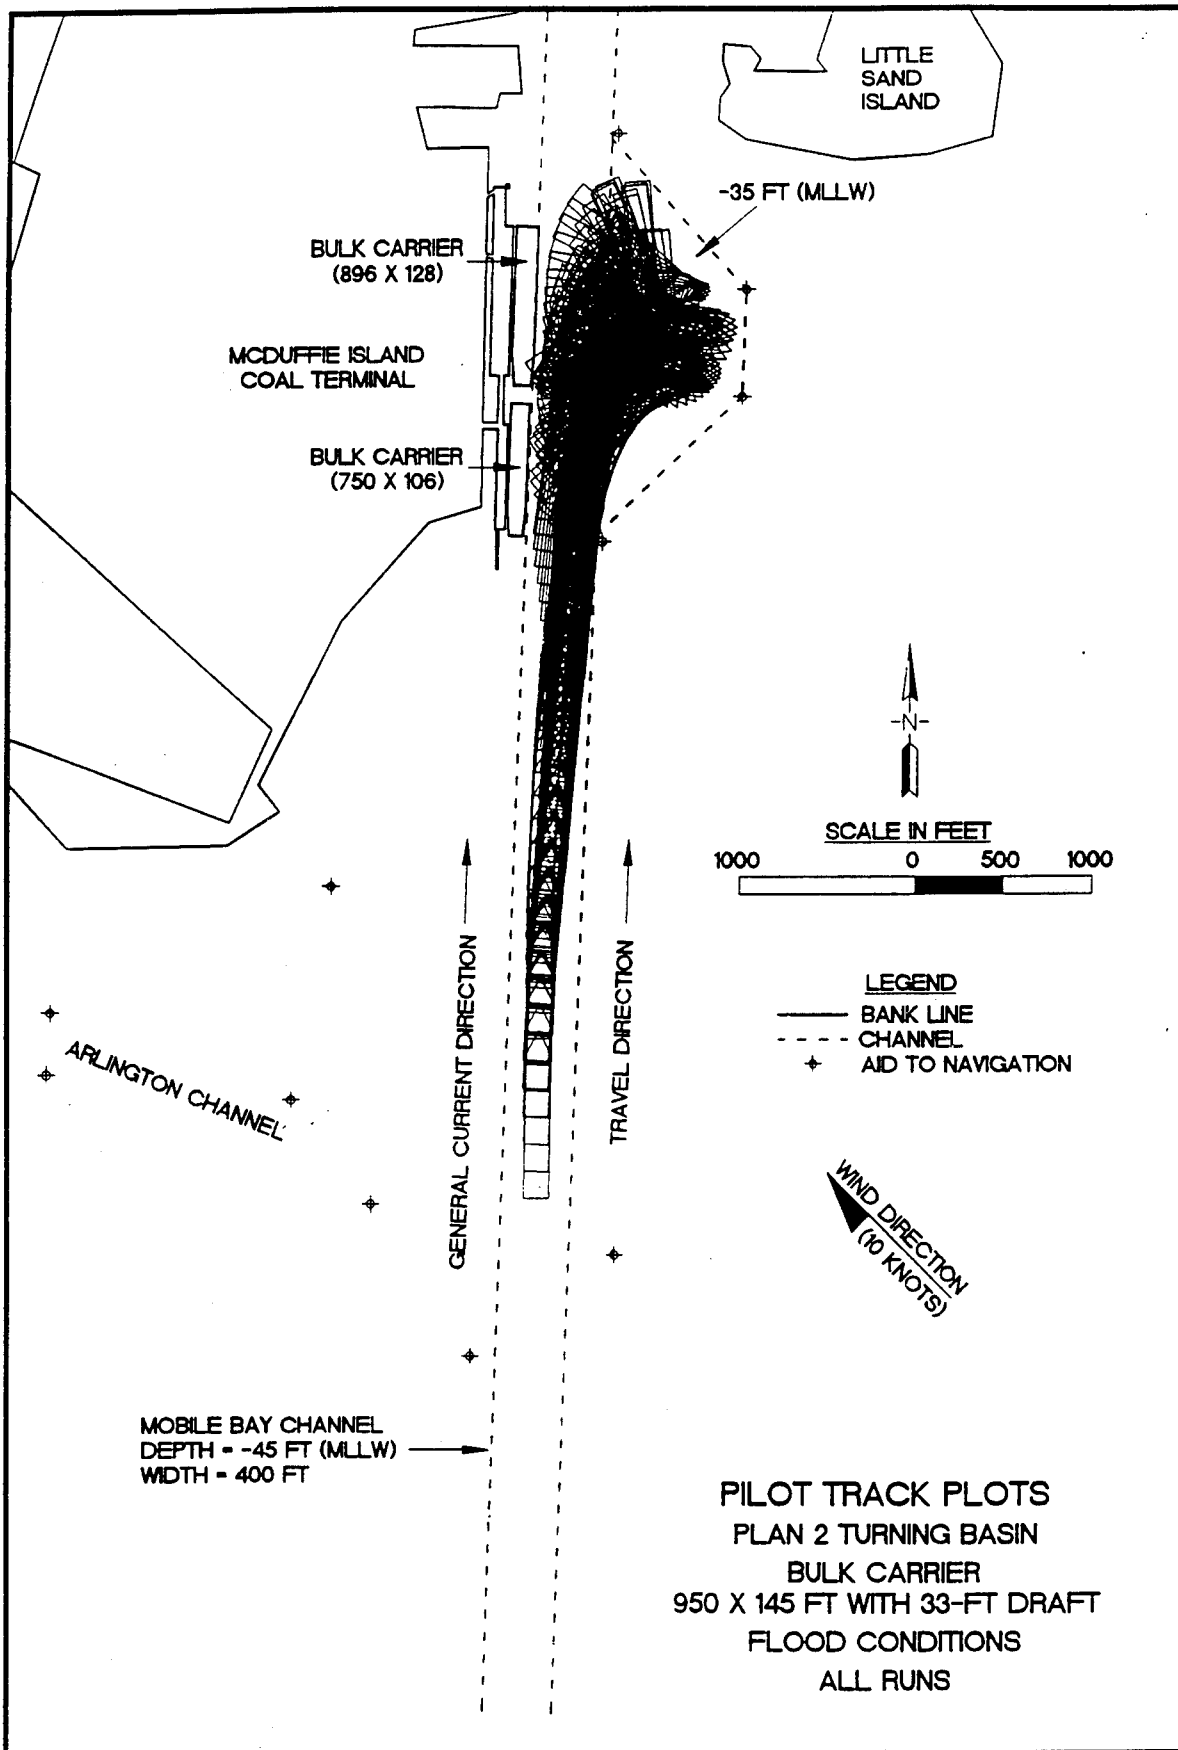 LITTLE
SAND
ISLAND
-35 FT (MLLW)
BULK CARRIER
(896 X 128)
MCDUFFIE ISLAND
COAL TERMINAL
BULK CARRIER
(750 X 106)
-N-
SCALE IN FEET
1000 0 500 1000
LEGEND
BANK LINE
CHANNEL
AID TO NAVIGATION
GENERAL CURRENT DIRECTION
TRAVEL DIRECTION
ARLINGTON CHANNEL
WIND DIRECTION
(10 KNOTS)
MOBILE BAY CHANNEL
DEPTH = -45 FT (MLLW)
WIDTH = 400 FT
PILOT TRACK PLOTS
PLAN 2 TURNING BASIN
BULK CARRIER
950 X 145 FT WITH 33-FT DRAFT
FLOOD CONDITIONS
ALL RUNS